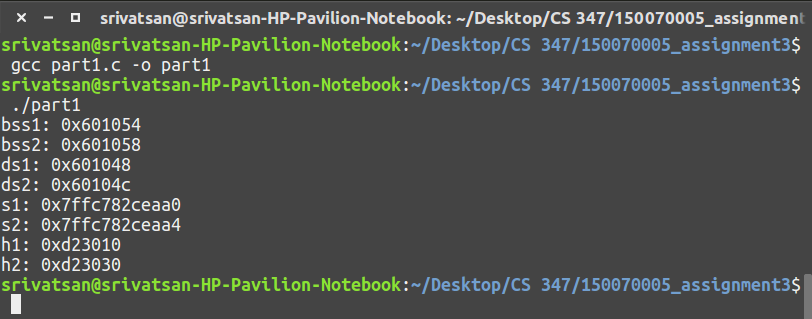 srivatsan@srivatsan-HP-Pavilion-Notebook: ~/Desktop/CS 347/150070005_assignment
srivatsan@srivatsan-HP-Pavilion-Notebook:~/Desktop/CS 347/150070005_assignment3$
gcc part1.c -o part1
srivatsan@srivatsan-HP-Pavilion-Notebook:~/Desktop/CS 347/150070005_assignment3$
./part1
bss1: 0x601054
bss2: 0x601058
ds1: 0x601048
ds2: 0x60104c
s1: 0x7ffc782ceaa0
s2: 0x7ffc782ceaa4
h1: 0xd23010
h2: 0xd23030
srivatsan@srivatsan-HP-Pavilion-Notebook:~/Desktop/CS 347/150070005_assignment3$